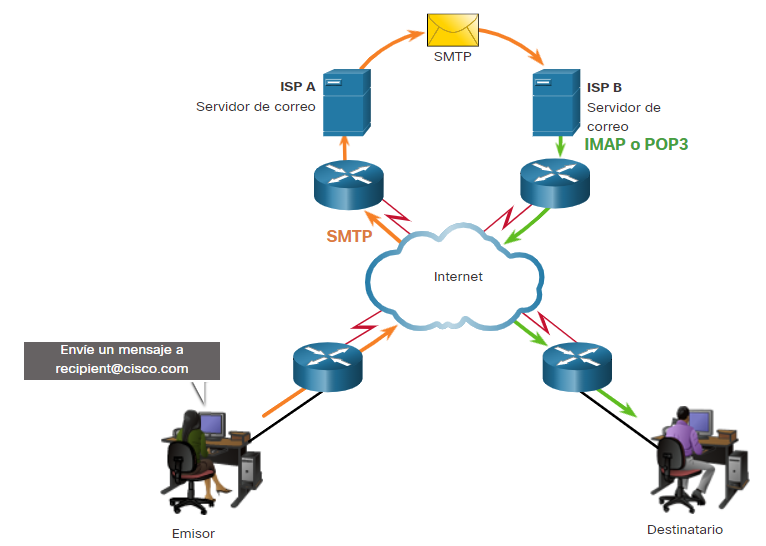 SMTP
ISP A
Servidor de correo
ISP B
Servidor de
correo
IMAP o POP3
SMTP
Internet
Envíe un mensaje a
recipient@cisco.com
Emisor
Destinatario